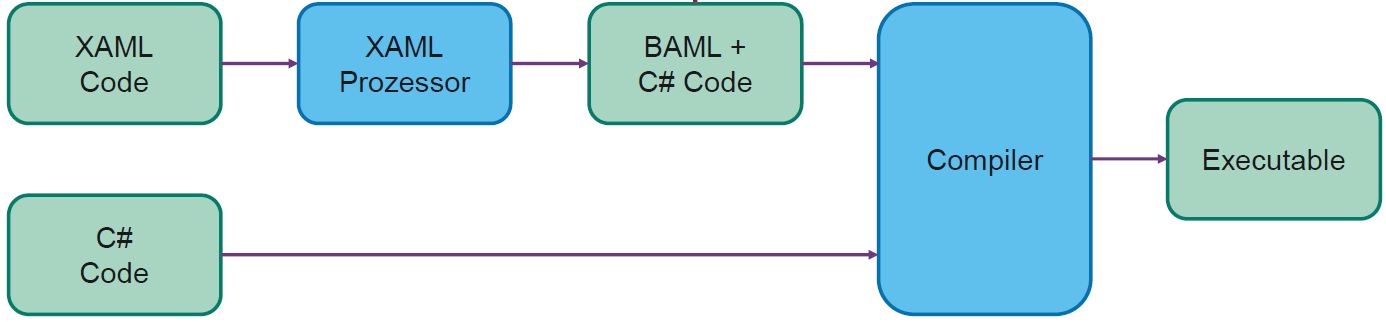 XAML
Code
XAML
Prozessor
BAML +
C# Code
Compiler
Executable
C#
Code